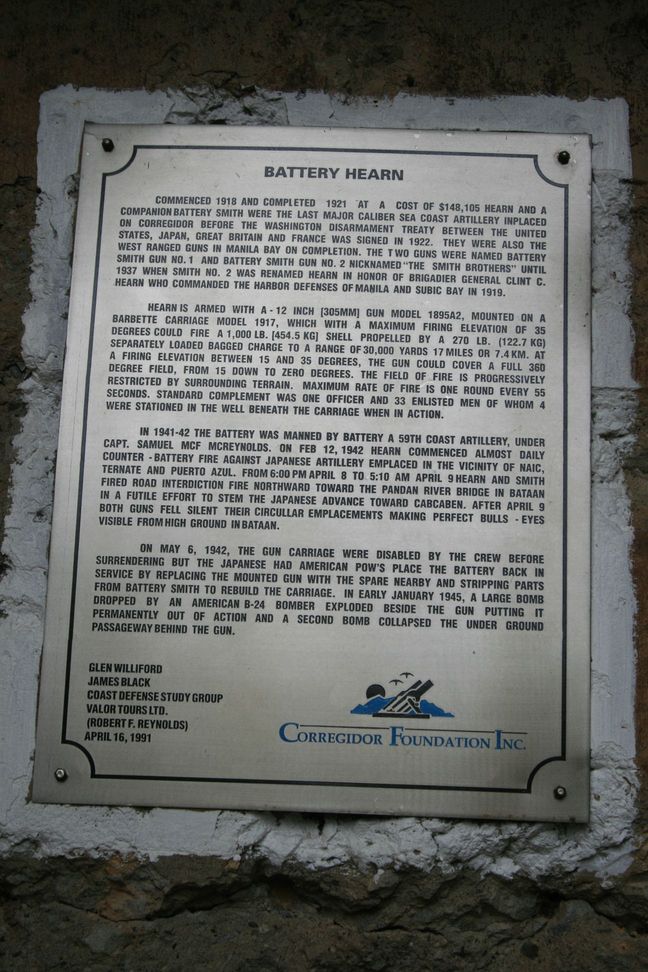 BATTERY HEARN
COMMENCED 1918 AND COMPLETED 1921 AT A COST OF $148,105 HEARN AND A
COMPANION BATTERY SMITH WERE THE LAST MAJOR CALIBER SEA COAST ARTILLERY INPLACED
ON CORREGIDOR BEFORE THE WASHINGTON DISARMAMENT TREATY BETWEEN THE UNITED
STATES, JAPAN, GREAT BRITAIN AND FRANCE WAS SIGNED IN 1922. THEY WERE ALSO THE
WEST RANGED GUNS IN MANILA BAY ON COMPLETION. THE TWO GUNS WERE NAMED BATTERY
SMITH GUN NO. 1 AND BATTERY SMITH GUN NO. 2 NICKNAMED "THE SMITH BROTHERS" UNTIL
1937 WHEN SMITH NO. 2 WAS RENAMED HEARN IN HONOR OF BRIGADIER GENERAL CLINT C.
HEARN WHO COMMANDED THE HARBOR DEFENSES OF MANILA AND SUBIC BAY IN 1919.
HEARN IS ARMED WITH A - 12 INCH [305MM] GUN MODEL 1895A2, MOUNTED ON A
BARBETTE CARRIAGE MODEL 1917, WHICH WITH A MAXIMUM FIRING ELEVATION OF 35
DEGREES COULD FIRE A 1,000 LB. [454.5 KG] SHELL PROPELLED BY A 270 LB. (122.7 KG)
SEPARATELY LOADED BAGGED CHARGE TO A RANGE OF 30,000 YARDS 17 MILES OR 7.4 KM. AT
A FIRING ELEVATION BETWEEN 15 AND 35 DEGREES, THE GUN COULD COVER A FULL 360
DEGREE FIELD, FROM 15 DOWN TO ZERO DEGREES. THE FIELD OF FIRE IS PROGRESSIVELY
RESTRICTED BY SURROUNDING TERRAIN. MAXIMUM RATE OF FIRE IS ONE ROUND EVERY 55
SECONDS. STANDARD COMPLEMENT WAS ONE OFFICER AND 33 ENLISTED MEN OF WHOM 4
WERE STATIONED IN THE WELL BENEATH THE CARRIAGE WHEN IN ACTION.
IN 1941-42 THE BATTERY WAS MANNED BY BATTERY A 59TH COAST ARTILLERY, UNDER
CAPT. SAMUEL MCF MCREYNOLDS. ON FEB 12, 1942 HEARN COMMENCED ALMOST DAILY
COUNTER - BATTERY FIRE AGAINST JAPANESE ARTILLERY EMPLACED IN THE VICINITY OF NAIC,
TERNATE AND PUERTO AZUL. FROM 6:00 PM APRIL 8 TO 5:10 AM APRIL 9 HEARN AND SMITH
FIRED ROAD INTERDICTION FIRE NORTHWARD TOWARD THE PANDAN RIVER BRIDGE IN BATAAN
IN A FUTILE EFFORT TO STEM THE JAPANESE ADVANCE TOWARD CABCABEN. AFTER APRIL 9
BOTH GUNS FELL SILENT THEIR CIRCULLAR EMPLACEMENTS MAKING PERFECT BULLS - EYES
VISIBLE FROM HIGH GROUND IN BATAAN.
ON MAY 6, 1942, THE GUN CARRIAGE WERE DISABLED BY THE CREW BEFORE
SURRENDERING BUT THE JAPANESE HAD AMERICAN POW'S PLACE THE BATTERY BACK IN
SERVICE BY REPLACING THE MOUNTED GUN WITH THE SPARE NEARBY AND STRIPPING PARTS
FROM BATTERY SMITH TO REBUILD THE CARRIAGE. IN EARLY JANUARY 1945, A LARGE BOMB
DROPPED BY AN AMERICAN B-24 BOMBER EXPLODED BESIDE THE GUN PUTTING IT
PERMANENTLY OUT OF ACTION AND A SECOND BOMB COLLAPSED THE UNDER GROUND
PASSAGEWAY BEHIND THE GUN.
GLEN WILLIFORD
JAMES BLACK
COAST DEFENSE STUDY GROUP
VALOR TOURS LTD.
(ROBERT F. REYNOLDS)
APRIL 16, 1991
CORREGIDOR FOUNDATION INC.